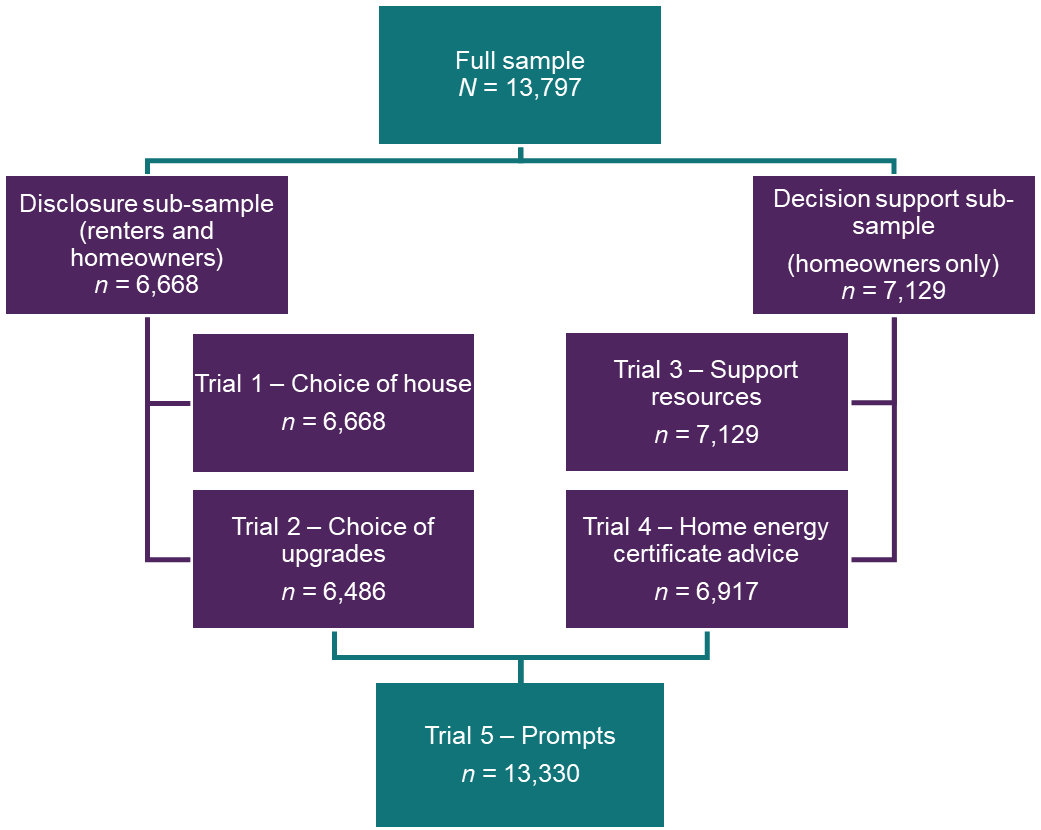 Full sample
N = 13,797
Disclosure sub-sample
(renters and
homeowners)
n = 6,668
Decision support sub-
sample
(homeowners only)
n = 7,129
Trial 1 – Choice of house
n = 6,668
Trial 3 – Support
resources
n = 7,129
Trial 2 – Choice of
upgrades
n = 6,486
Trial 4 – Home energy
certificate advice
n = 6,917
Trial 5 – Prompts
n = 13,330